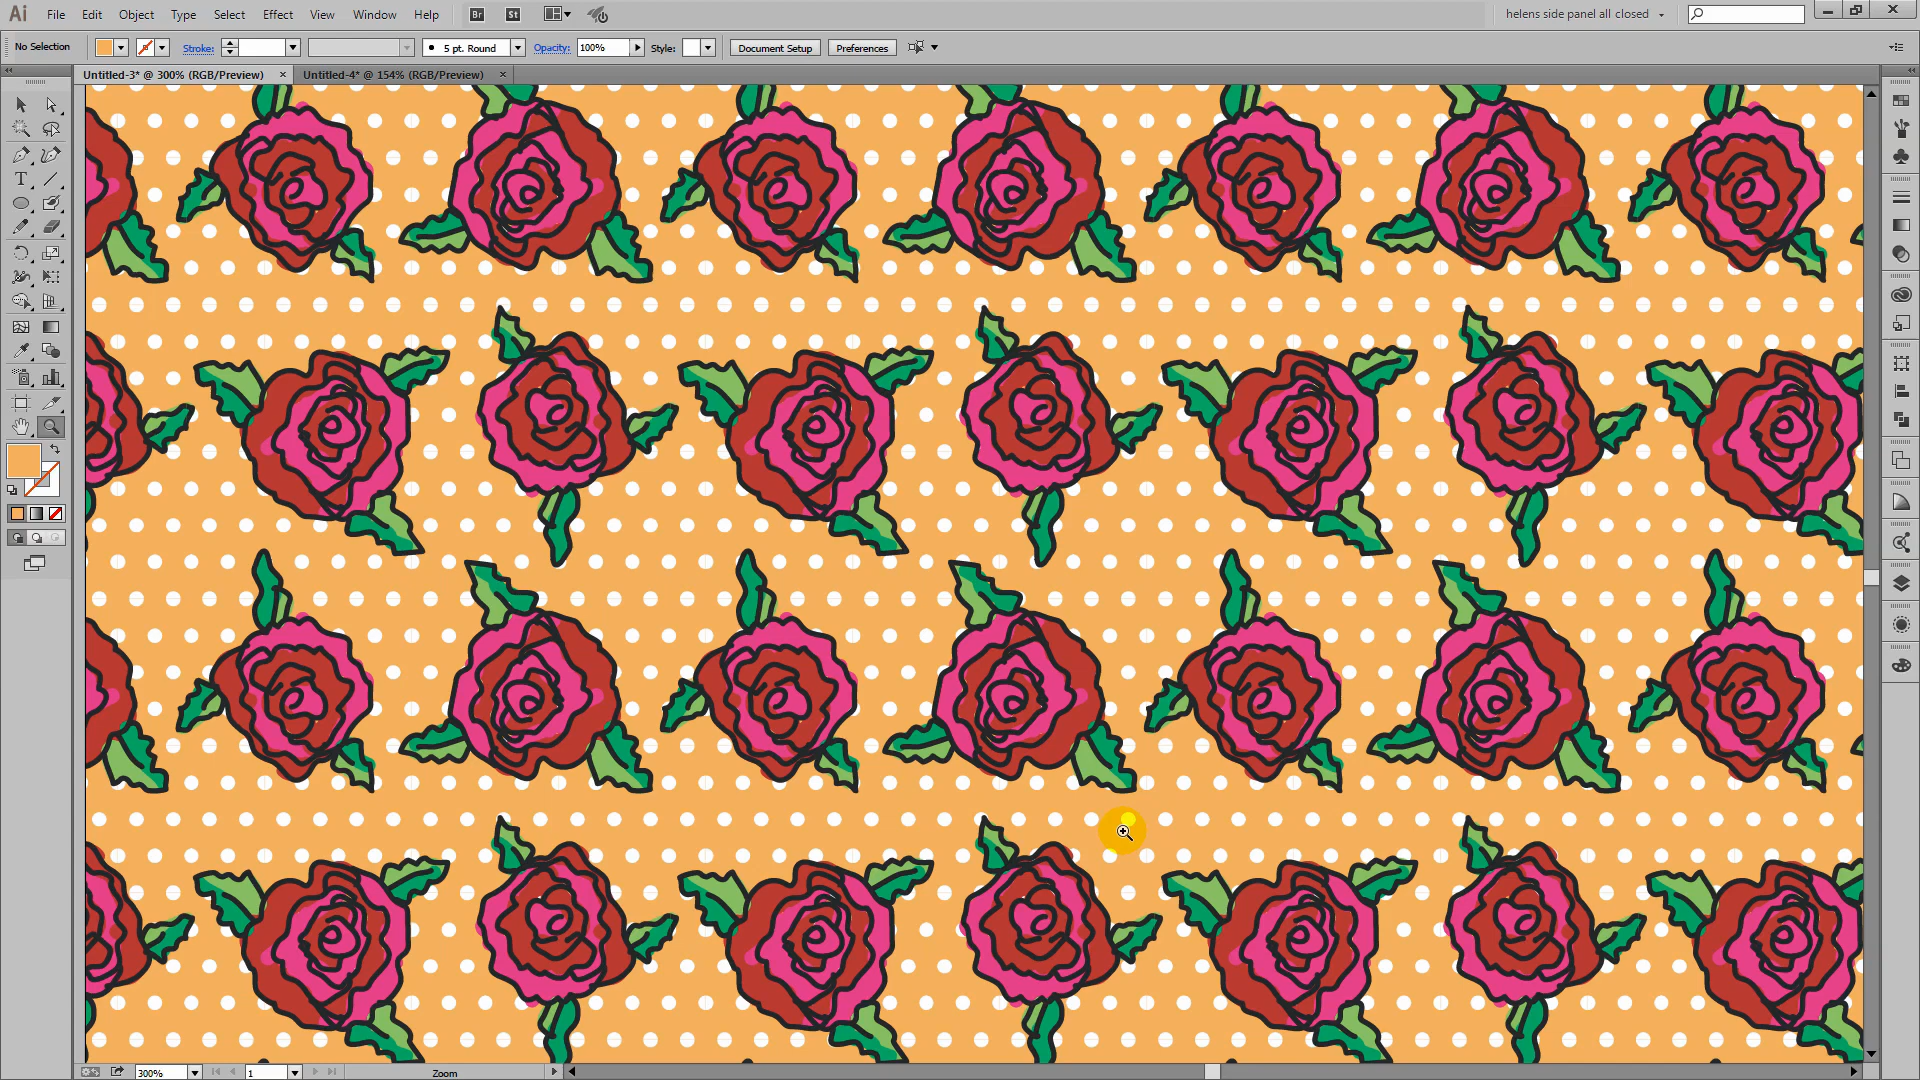 Ai File Edit Object Type Select Effect View Window Help Br St helens side panel all closed
No Selection Stroke: 5 pt. Round Opacity: 100% Style: Document Setup Preferences
Untitled-3* @ 300% (RGB/Preview) × Untitled-4* @ 154% (RGB/Preview) ×
T
300% 1 Zoom